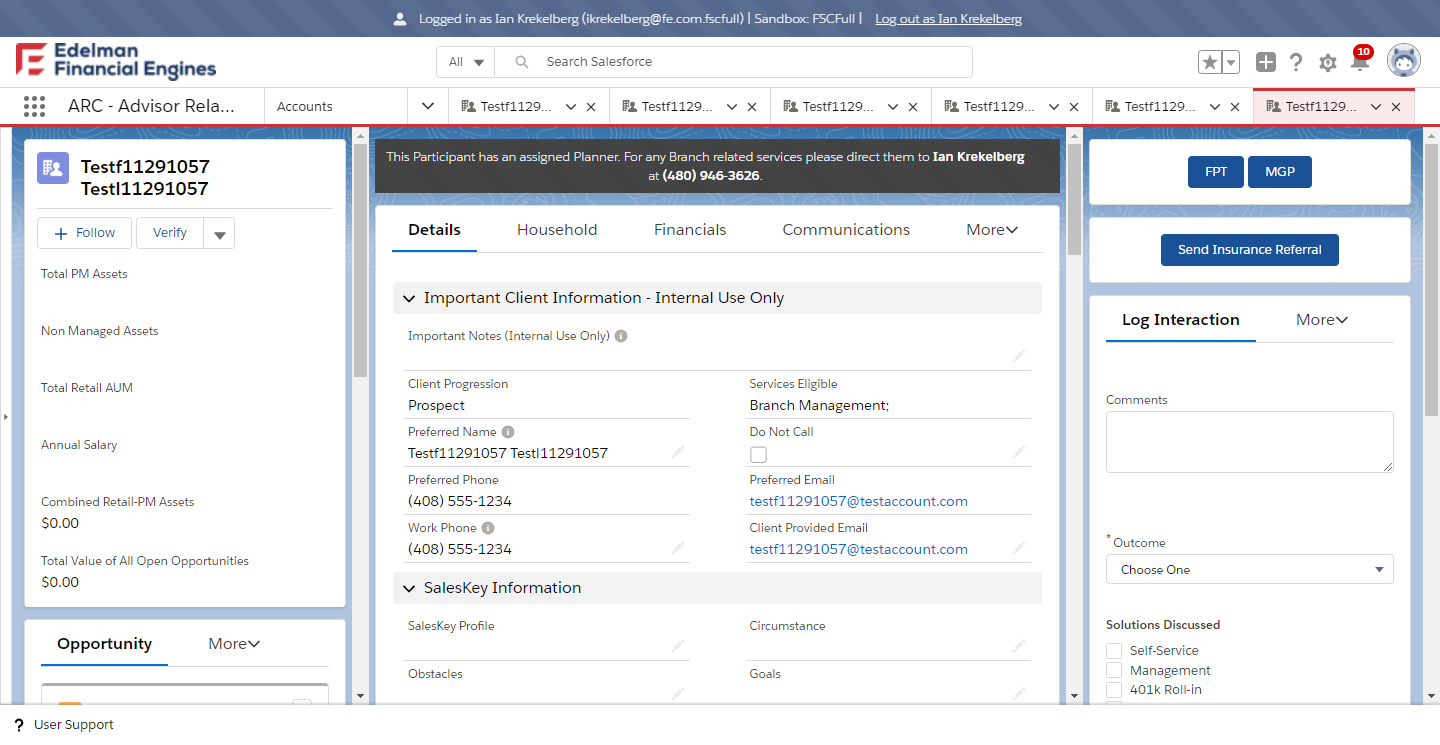 Logged in as Ian Krekelberg (ikrekelberg@fe.com.fscfull) | Sandbox: FSCFull | Log out as Ian Krekelberg
Edelman
Financial Engines
All
Search Salesforce
10
ARC - Advisor Rela...
Accounts
Testf1129...
Testf1129...
Testf1129...
Testf1129...
Testf1129...
Testf1129...
Testf11291057
Testl11291057
Follow
Verify
Total PM Assets
Non Managed Assets
Total Retail AUM
Annual Salary
Combined Retail-PM Assets
$0.00
Total Value of All Open Opportunities
$0.00
Opportunity
More
This Participant has an assigned Planner. For any Branch related services please direct them to Ian Krekelberg
at (480) 946-3626.
Details
Household
Financials
Communications
More
Important Client Information - Internal Use Only
Important Notes (Internal Use Only)
Client Progression
Prospect
Services Eligible
Branch Management;
Preferred Name
Testf11291057 Testl11291057
Do Not Call
Preferred Phone
(408) 555-1234
Preferred Email
testf11291057@testaccount.com
Work Phone
(408) 555-1234
Client Provided Email
testf11291057@testaccount.com
SalesKey Information
SalesKey Profile
Circumstance
Obstacles
Goals
FPT
MGP
Send Insurance Referral
Log Interaction
More
Comments
*Outcome
Choose One
Solutions Discussed
Self-Service
Management
401k Roll-in
? User Support